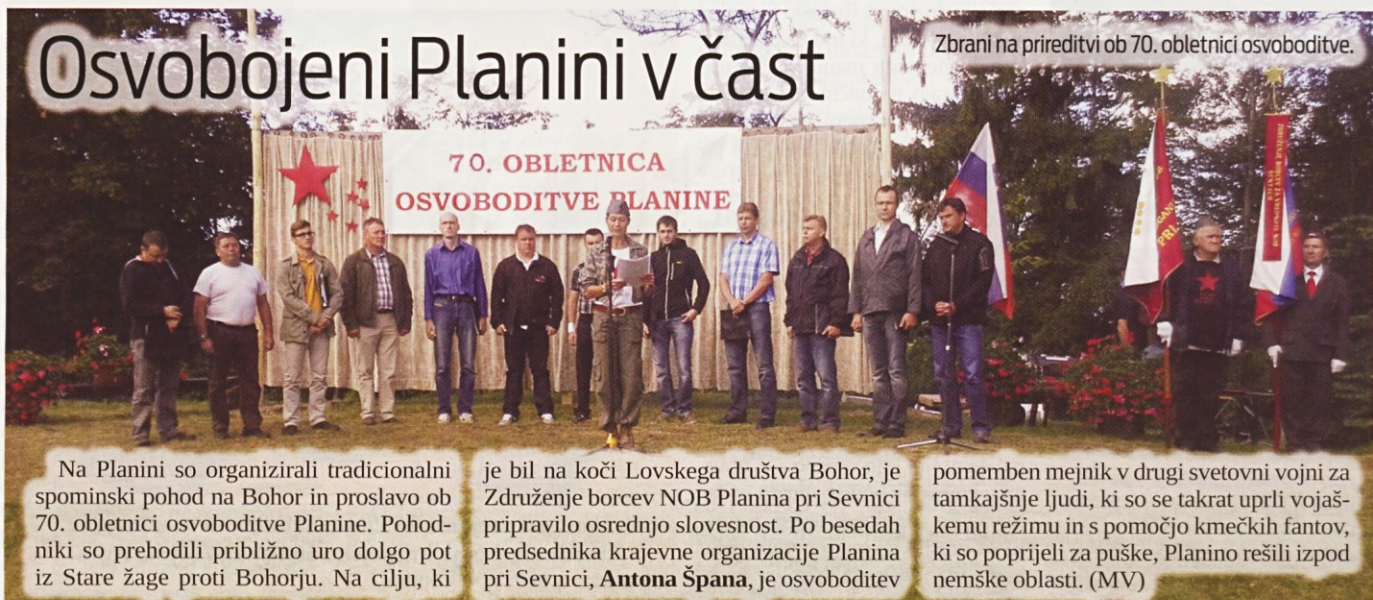 Osvobojeni Planini v čast
Zbrani na prireditvi ob 70. obletnici osvoboditve.
70. OBLETNICA
OSVOBODITVE PLANINE
Na Planini so organizirali tradicionalni
spominski pohod na Bohor in proslavo ob
70. obletnici osvoboditve Planine. Pohod-
niki so prehodili približno uro dolgo pot
iz Stare žage proti Bohorju. Na cilju, ki
je bil na koči Lovskega društva Bohor, je
Združenje borcev NOB Planina pri Sevnici
pripravilo osrednjo slovesnost. Po besedah
predsednika krajevne organizacije Planina
pri Sevnici, Antona Špana, je osvoboditev
pomemben mejnik v drugi svetovni vojni za
tamkajšnje ljudi, ki so se takrat uprli vojaš-
kemu režimu in s pomočjo kmečkih fantov,
ki so poprijeli za puške, Planino rešili izpod
nemške oblasti. (MV)